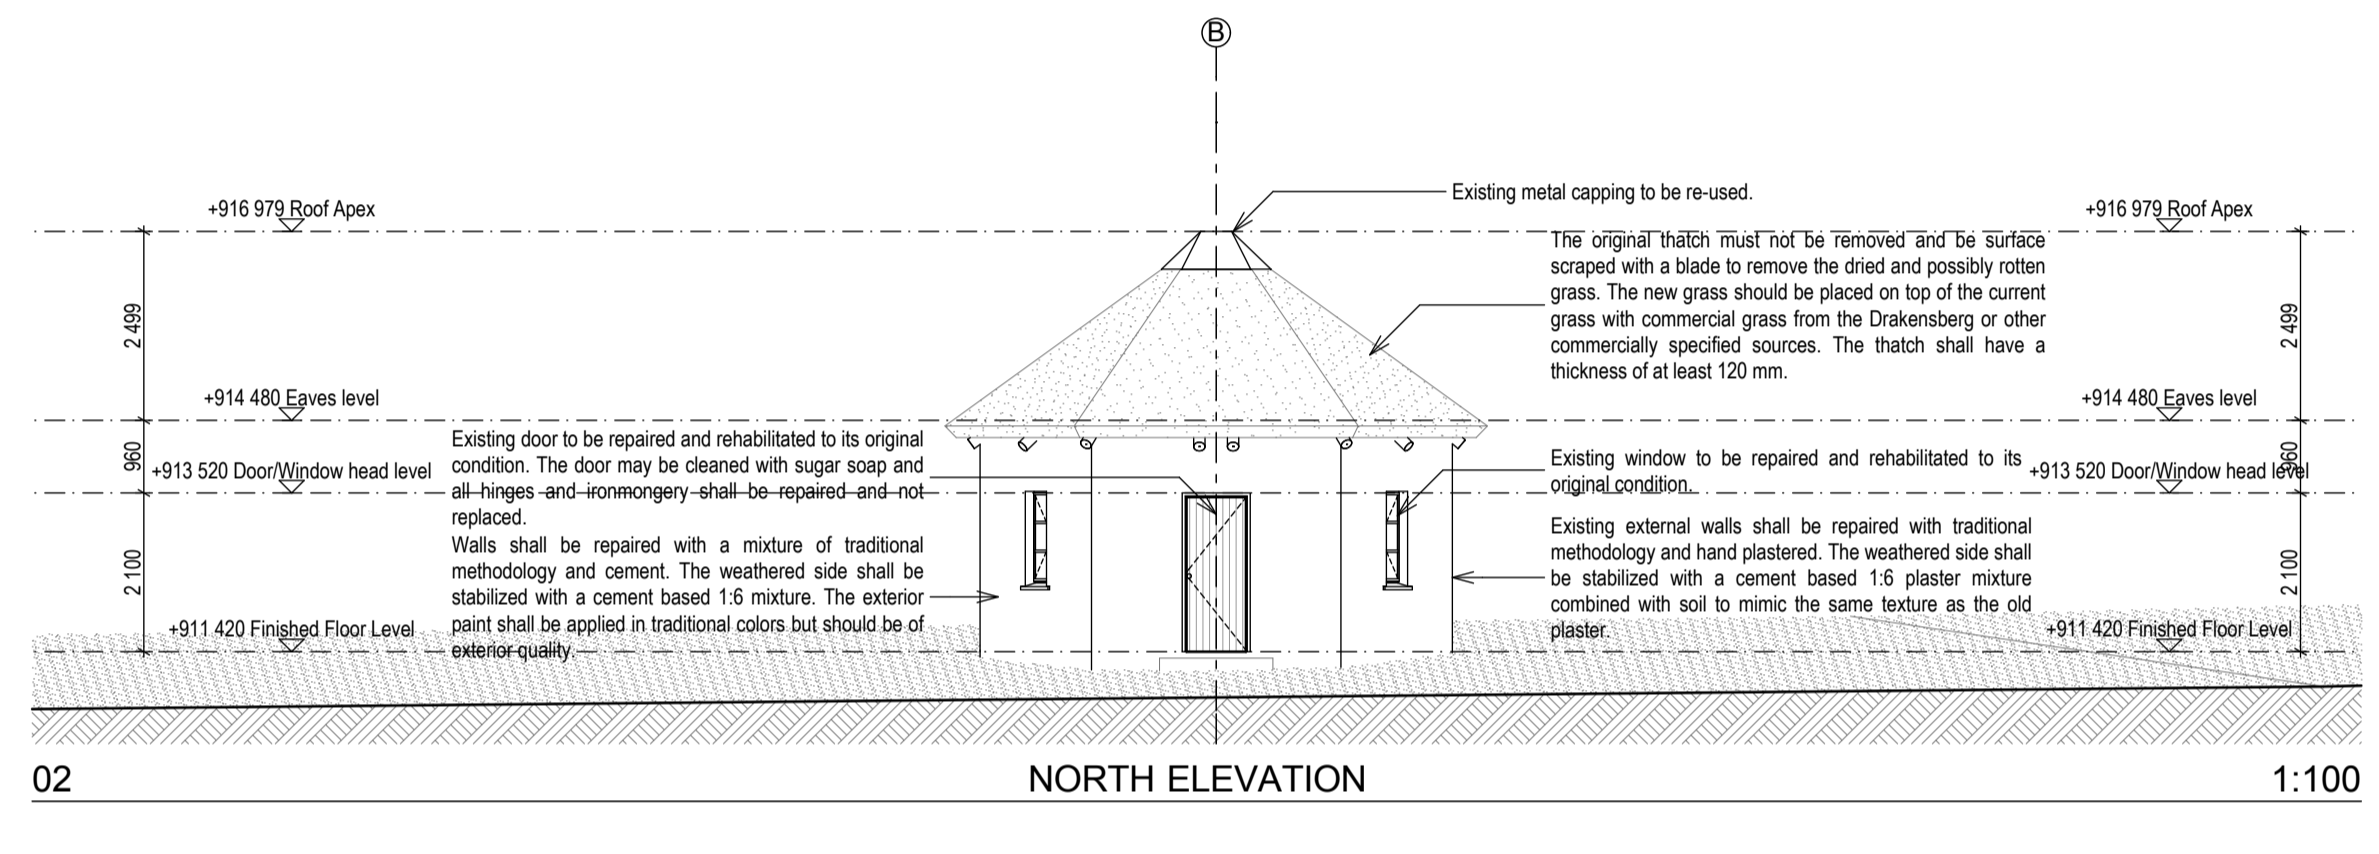 B
Existing metal capping to be re-used.
+916 979 Roof Apex
+916 979 Roof Apex
The original thatch must not be removed and be surface
scraped with a blade to remove the dried and possibly rotten
grass. The new grass should be placed on top of the current
grass with commercial grass from the Drakensberg or other
commercially specified sources. The thatch shall have a
thickness of at least 120 mm.
2 499
2 499
+914 480 Eaves level
+914 480 Eaves level
Existing door to be repaired and rehabilitated to its original
condition. The door may be cleaned with sugar soap and
all hinges and ironmongery shall be repaired and not
replaced.
Existing window to be repaired and rehabilitated to its
original condition.
960
960
+913 520 Door/Window head level
+913 520 Door/Window head level
Walls shall be repaired with a mixture of traditional
methodology and cement. The weathered side shall be
stabilized with a cement based 1:6 mixture. The exterior
paint shall be applied in traditional colors but should be of
exterior quality.
Existing external walls shall be repaired with traditional
methodology and hand plastered. The weathered side shall
be stabilized with a cement based 1:6 plaster mixture
combined with soil to mimic the same texture as the old
plaster.
2 100
2 100
+911 420 Finished Floor Level
+911 420 Finished Floor Level
02
NORTH ELEVATION
1:100